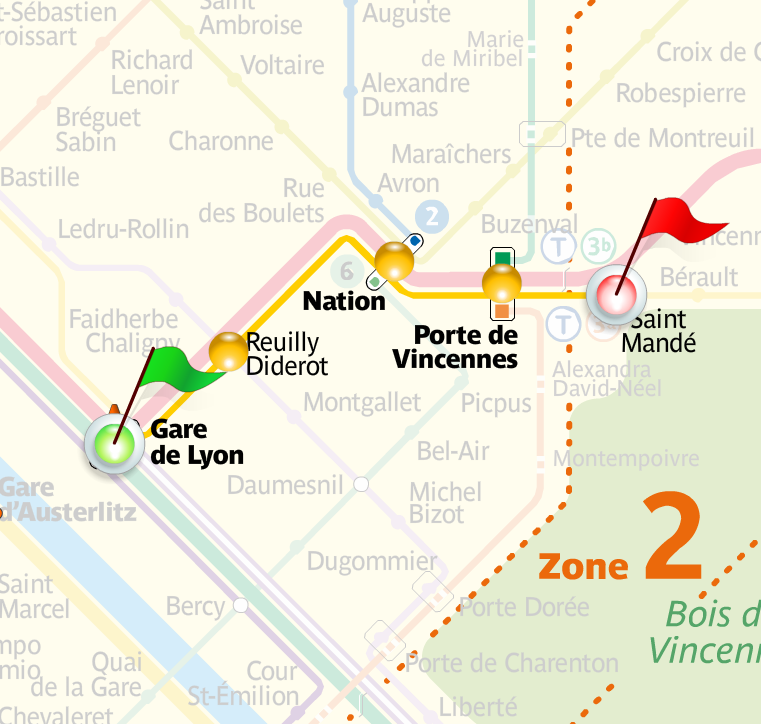 t-Sébastien
roissart
Saint
Ambroise
Auguste
Marie
de Miribel
Croix de C
Richard
Lenoir
Voltaire
Alexandre
Dumas
Robespierre
Bréguet
Sabin
Charonne
Maraîchers
Pte de Montreuil
Bastille
Rue
des Boulets
Avron
2
Buzenval
Ledru-Rollin
T
3b
incenn
6
Nation
Bérault
Faidherbe
Chaligny
Reuilly
Diderot
Porte de
Vincennes
T
3
Saint
Mandé
Alexandra
David-Néel
Montgallet
Picpus
Gare
de Lyon
Bel-Air
Montempoivre
Gare
d'Austerlitz
Daumesnil
Michel
Bizot
Zone 2
Dugommier
Saint
Marcel
Bercy
Porte Dorée
Bois d
Vincenn
mpo
mio
Quai
de la Gare
Cour
St-Émilion
Porte de Charenton
Chevaleret
Liberté